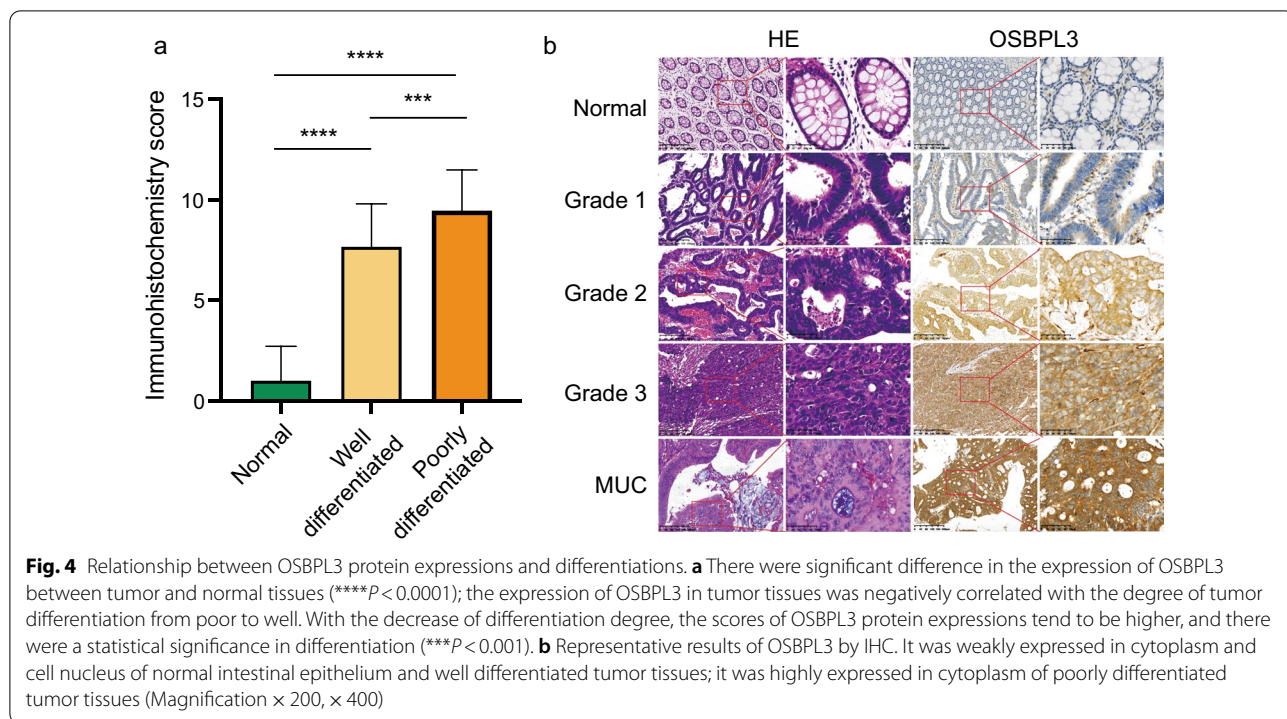 a
****
***
****
Immunohistochemistry score
15
10
5
0
Normal
Well
differentiated
Poorly
differentiated
b
HE
OSBPL3
Normal
Grade 1
Grade 2
Grade 3
MUC
Fig. 4 Relationship between OSBPL3 protein expressions and differentiations. a There were significant difference in the expression of OSBPL3
between tumor and normal tissues (****P < 0.0001); the expression of OSBPL3 in tumor tissues was negatively correlated with the degree of tumor
differentiation from poor to well. With the decrease of differentiation degree, the scores of OSBPL3 protein expressions tend to be higher, and there
were a statistical significance in differentiation (***P < 0.001). b Representative results of OSBPL3 by IHC. It was weakly expressed in cytoplasm and
cell nucleus of normal intestinal epithelium and well differentiated tumor tissues; it was highly expressed in cytoplasm of poorly differentiated
tumor tissues (Magnification × 200, × 400)